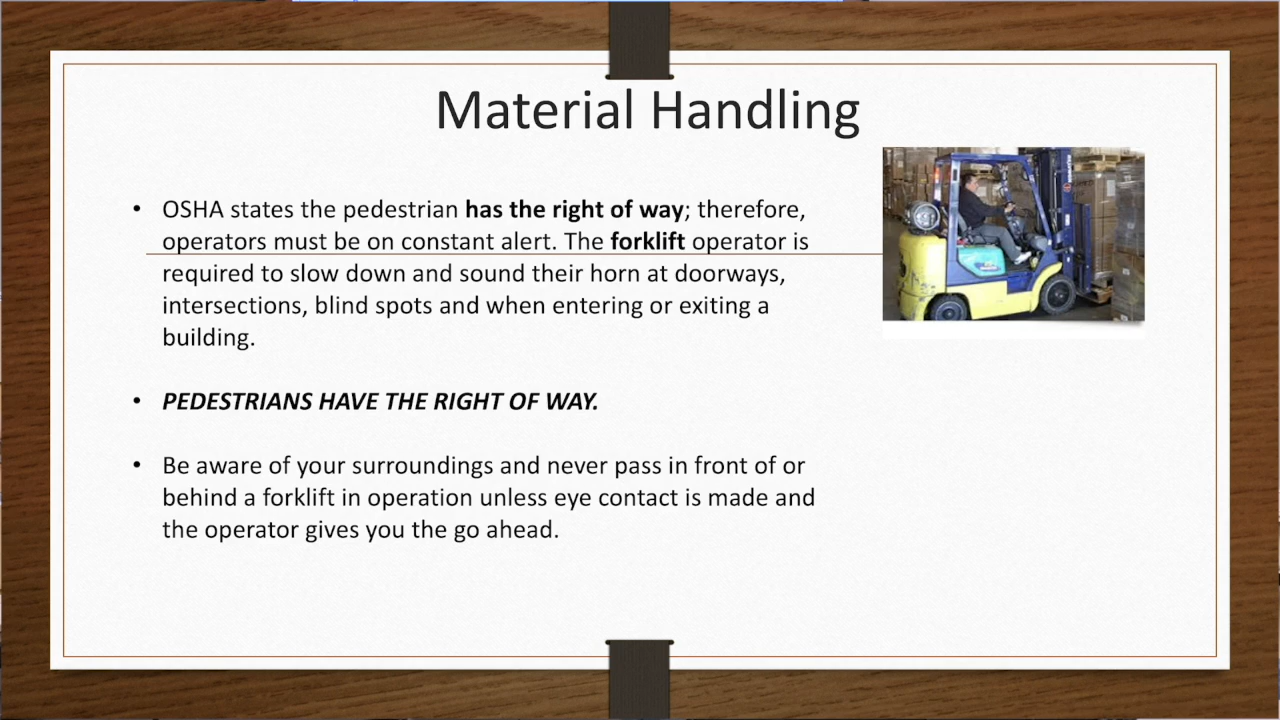 Material Handling
• OSHA states the pedestrian has the right of way; therefore,
operators must be on constant alert. The forklift operator is
required to slow down and sound their horn at doorways,
intersections, blind spots and when entering or exiting a
building.
• PEDESTRIANS HAVE THE RIGHT OF WAY.
• Be aware of your surroundings and never pass in front of or
behind a forklift in operation unless eye contact is made and
the operator gives you the go ahead.